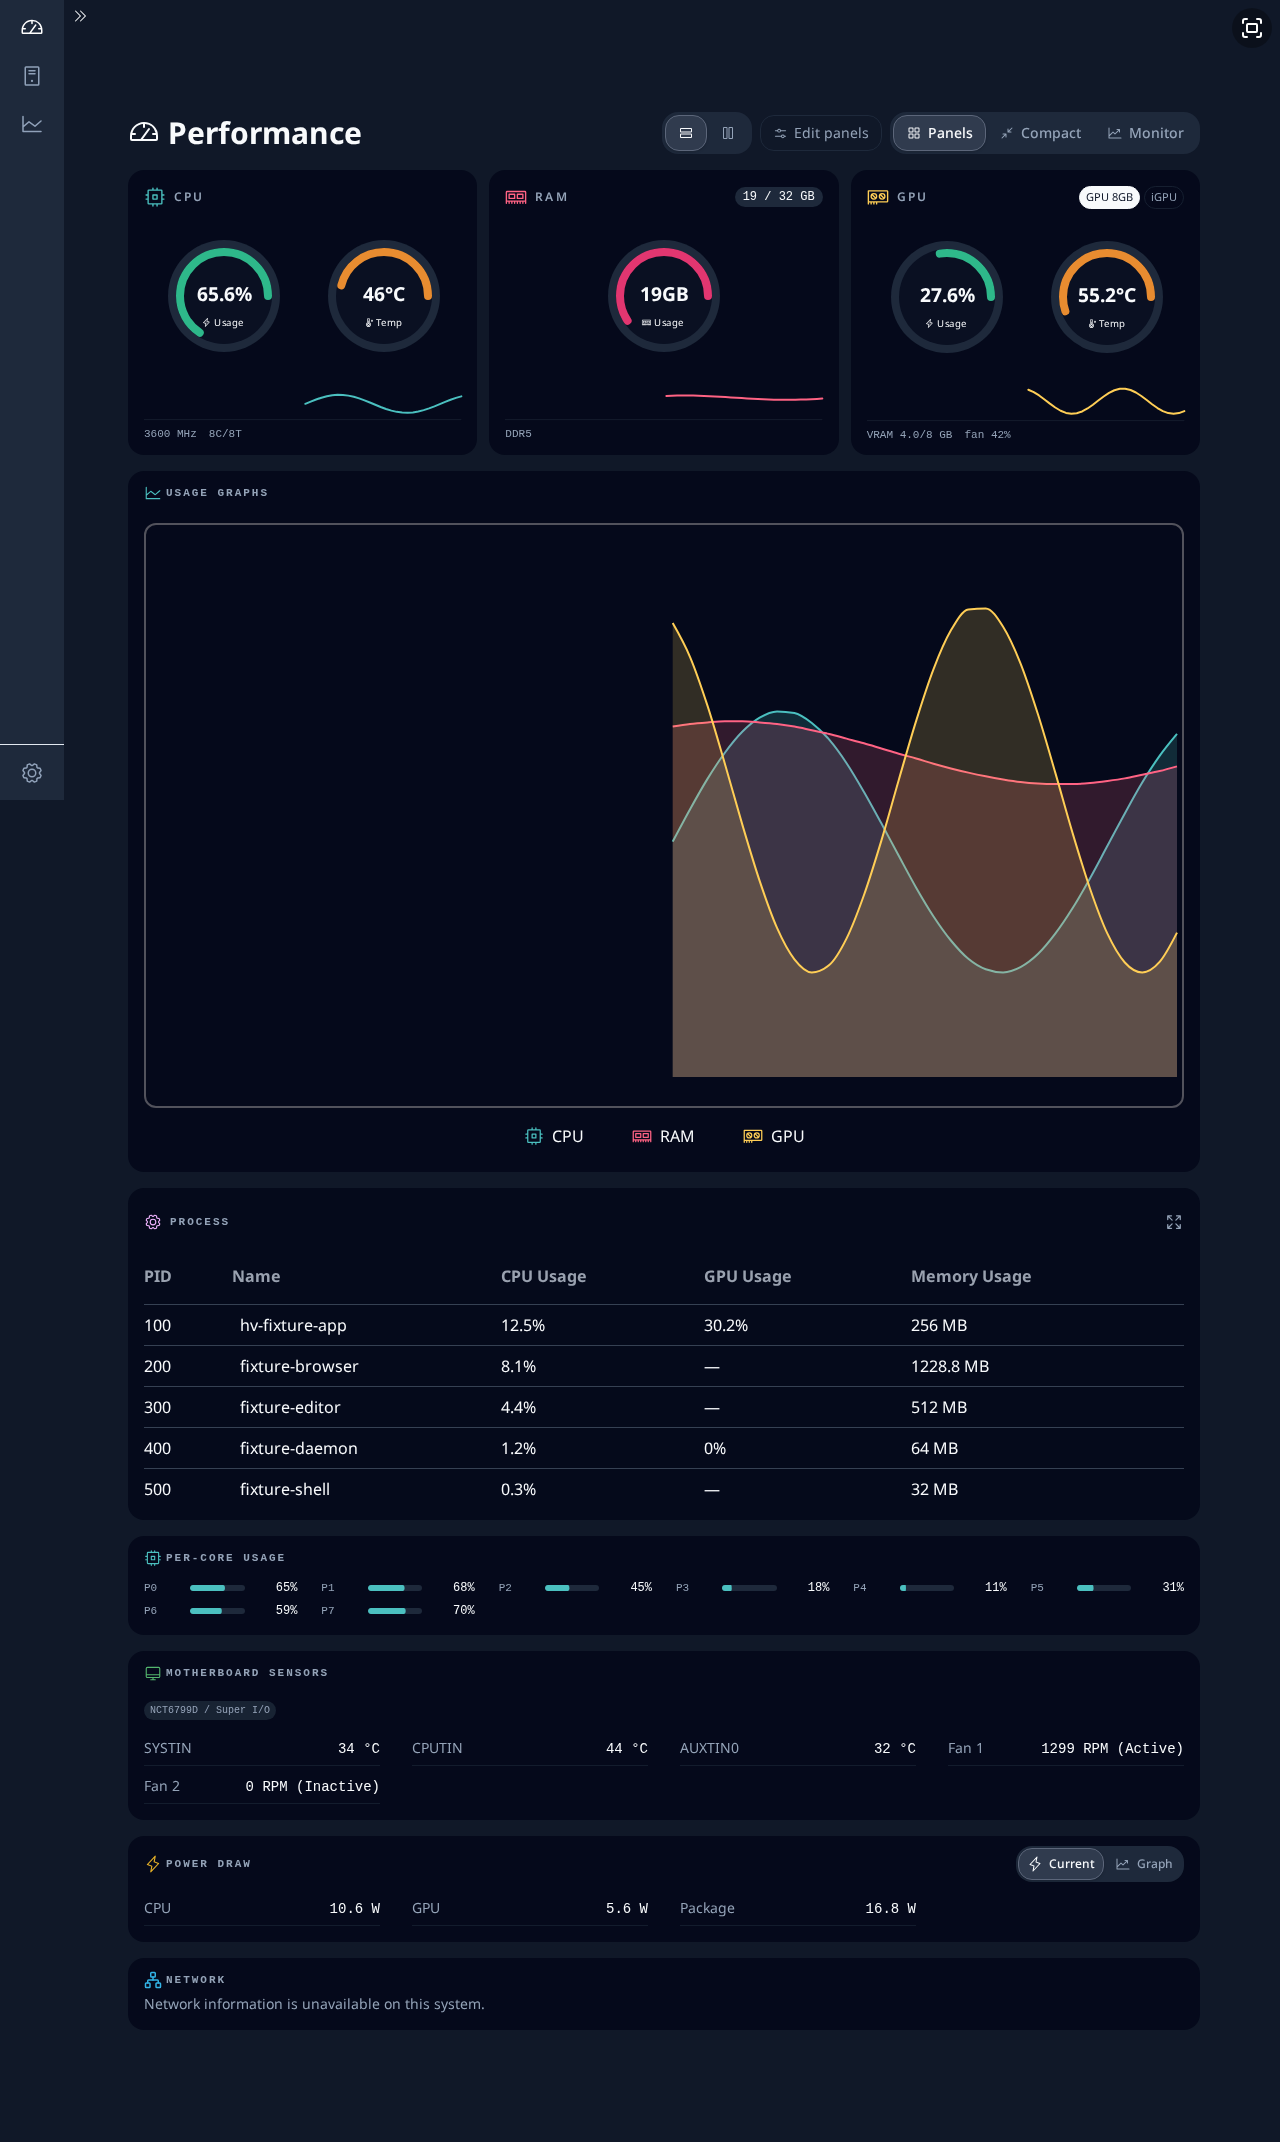 Performance
Edit panels
Panels
Compact
Monitor
CPU
65.6%
Usage
46°C
Temp
3600 MHz 8C/8T
RAM
19 / 32 GB
19GB
Usage
DDR5
GPU
GPU 8GB
iGPU
27.6%
Usage
55.2°C
Temp
VRAM 4.0/8 GB fan 42%
USAGE GRAPHS
CPU
RAM
GPU
PROCESS
PID Name CPU Usage GPU Usage Memory Usage
100 hv-fixture-app 12.5% 30.2% 256 MB
200 fixture-browser 8.1% — 1228.8 MB
300 fixture-editor 4.4% — 512 MB
400 fixture-daemon 1.2% 0% 64 MB
500 fixture-shell 0.3% — 32 MB
PER-CORE USAGE
P0 65% P1 68% P2 45% P3 18% P4 11% P5 31%
P6 59% P7 70%
MOTHERBOARD SENSORS
NCT6799D / Super I/O
SYSTIN 34 °C CPUTIN 44 °C AUXTIN0 32 °C Fan 1 1299 RPM (Active)
Fan 2 0 RPM (Inactive)
POWER DRAW
Current
Graph
CPU 10.6 W GPU 5.6 W Package 16.8 W
NETWORK
Network information is unavailable on this system.